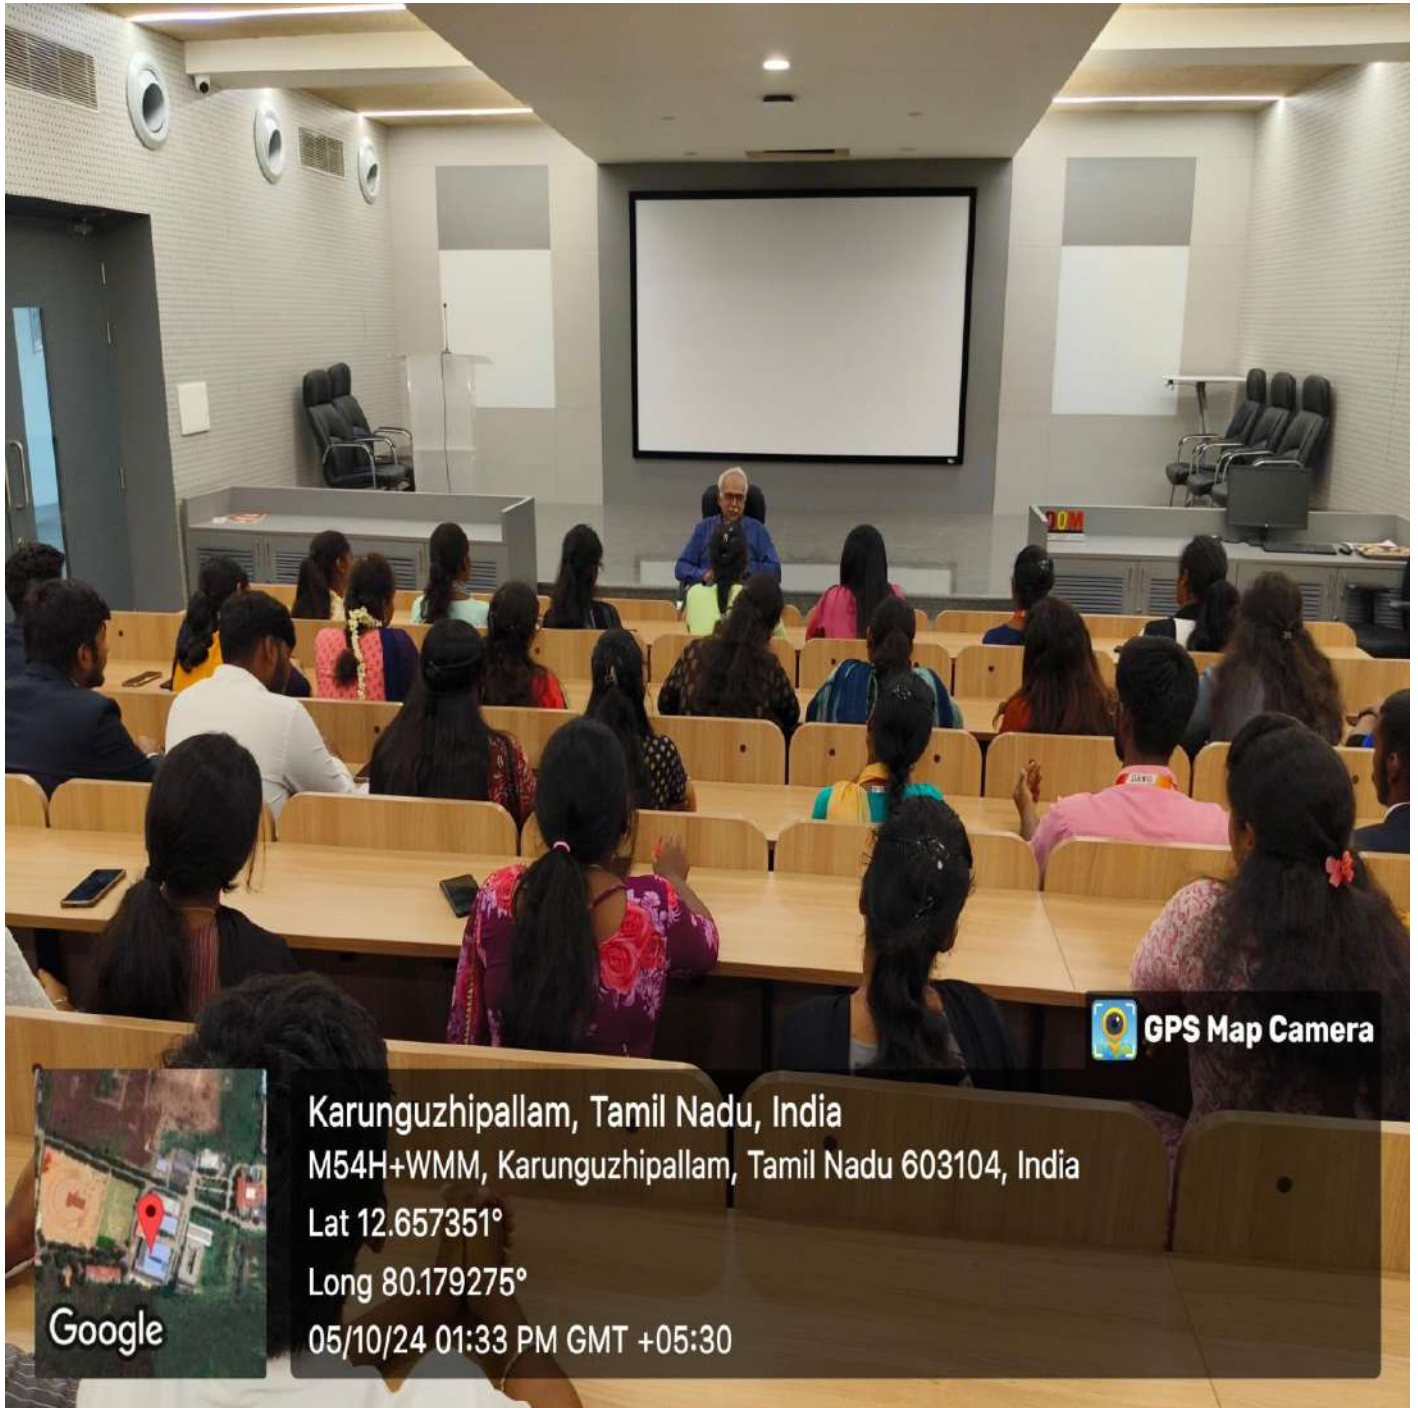 GPS Map Camera
Karunguzhipallam, Tamil Nadu, India
M54H+WMM, Karunguzhipallam, Tamil Nadu 603104, India
Lat 12.657351°
Long 80.179275°
05/10/24 01:33 PM GMT +05:30
Google